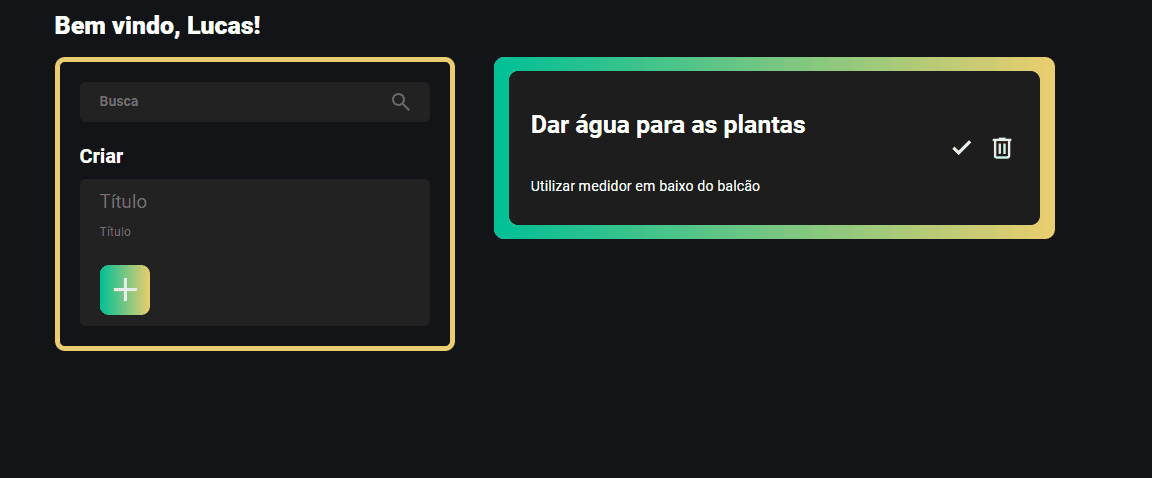 Bem vindo, Lucas!
Busca
Criar
Título
Título
Dar água para as plantas
Utilizar medidor em baixo do balcão